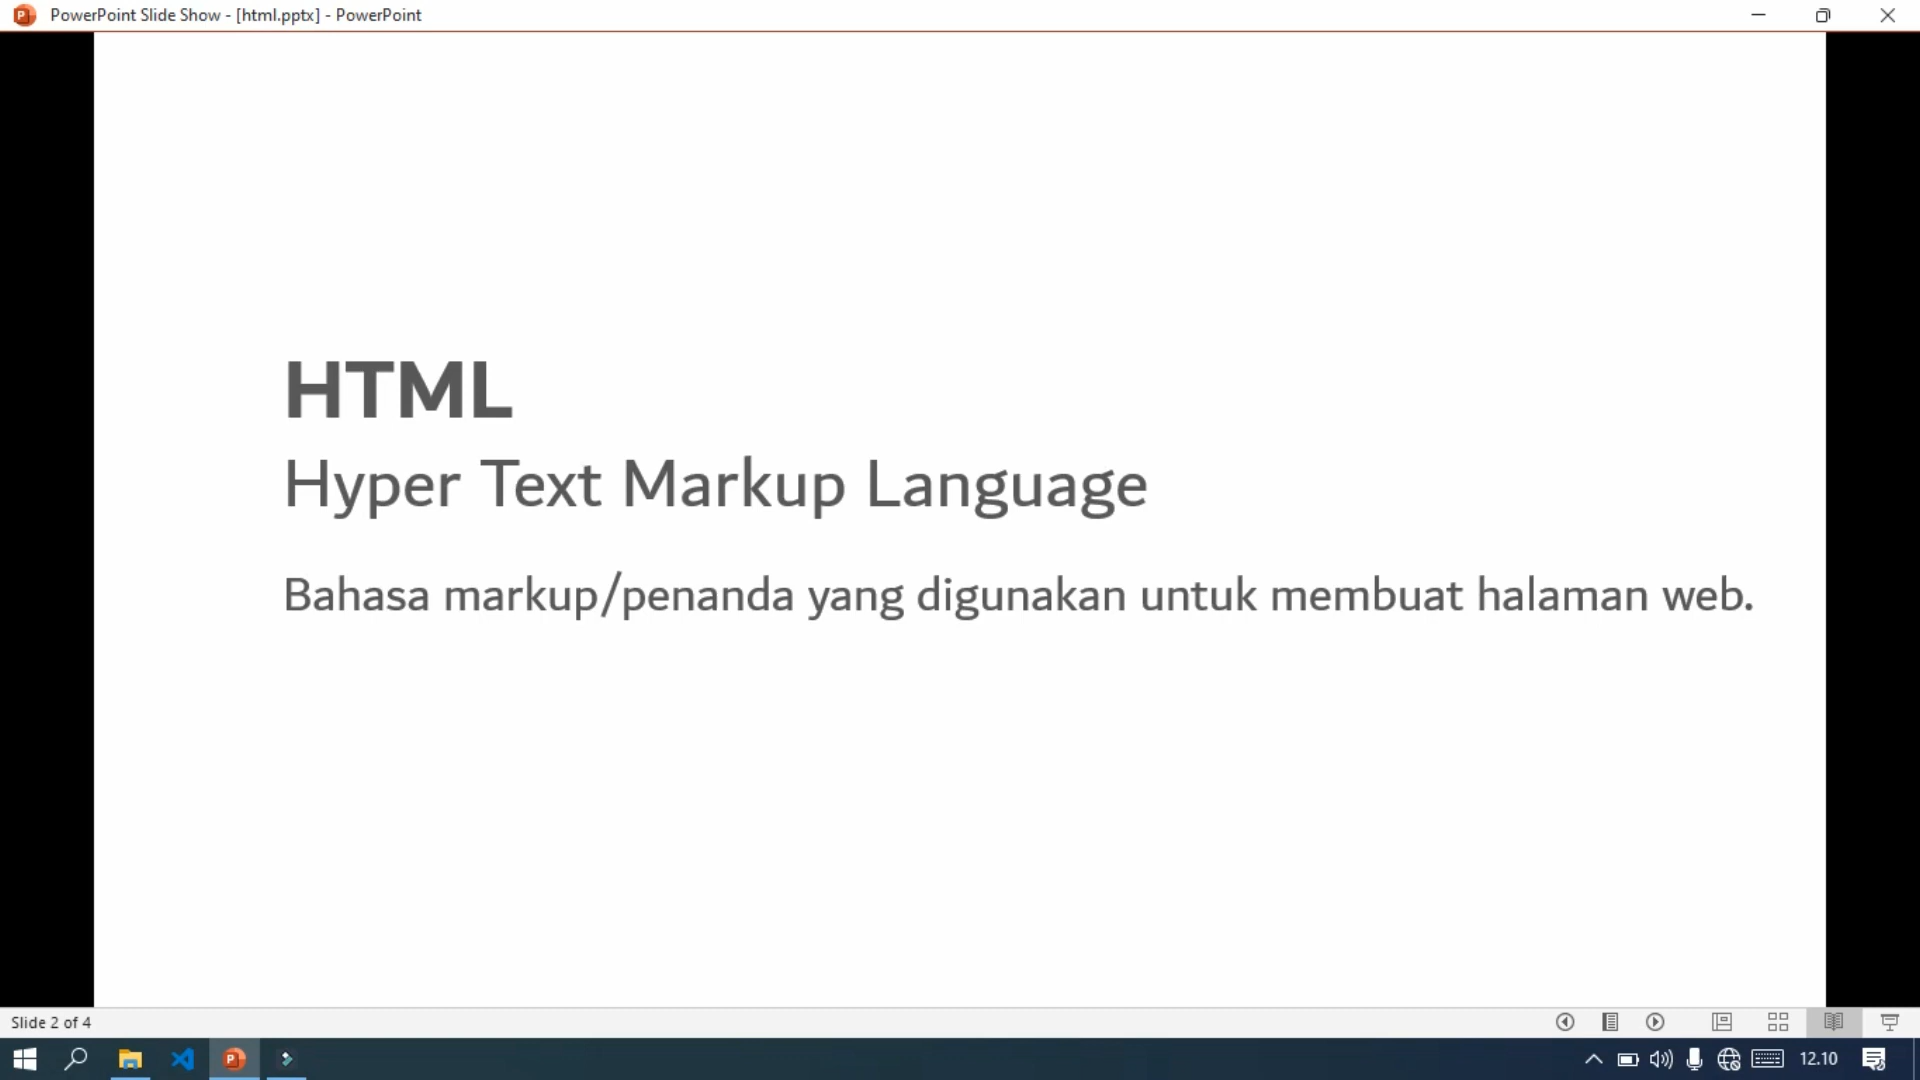 PowerPoint Slide Show - [html.pptx] - PowerPoint
HTML
Hyper Text Markup Language
Bahasa markup/penanda yang digunakan untuk membuat halaman web.
Slide 2 of 4
12.10